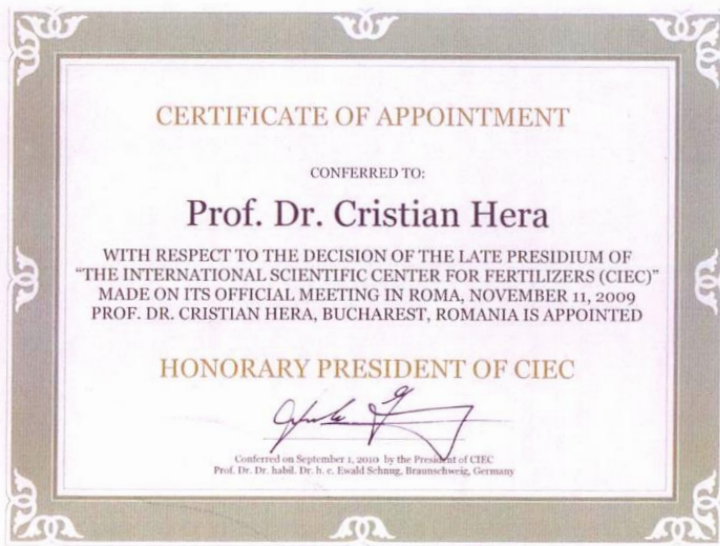 CERTIFICATE OF APPOINTMENT
CONFERRED TO:
Prof. Dr. Cristian Hera
WITH RESPECT TO THE DECISION OF THE LATE PRESIDIUM OF
“THE INTERNATIONAL SCIENTIFIC CENTER FOR FERTILIZERS (CIEC)”
MADE ON ITS OFFICIAL MEETING IN ROMA, NOVEMBER 11, 2009
PROF. DR. CRISTIAN HERA, BUCHAREST, ROMANIA IS APPOINTED
HONORARY PRESIDENT OF CIEC
Conferred on September 1, 2010 by the President of CIEC
Prof. Dr. Dr. habil. Dr. h. c. Ewald Schnug, Braunschweig, Germany